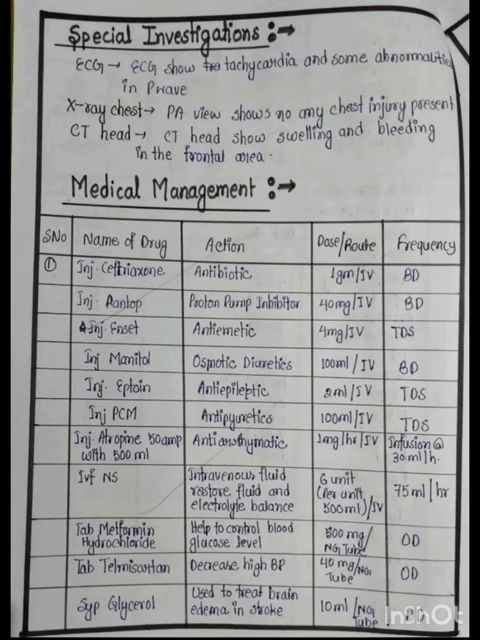 Special Investigations :→
ECG → ECG show tachycardia and some abnormalities
in P wave
X-ray chest → PA view shows no any chest injury present
CT head → CT head show swelling and bleeding
in the frontal area.
Medical Management :→
SNo Name of Drug Action Dose/Route Frequency
① Inj. Ceftriaxone Antibiotic 1gm/IV BD
Inj. Pantop Proton Pump Inhibitor 40mg/IV BD
Inj. Emset Antiemetic 4mg/IV TDS
Inj Manitol Osmotic Diuretics 100ml/IV BD
Inj. Eptoin Antiepileptic 2ml/IV TDS
Inj PCM Antipyretics 100ml/IV TDS
Inj. Atropine 50amp Antiarrhythmatic 1mg/hr/IV Infusion @
with 500 ml 30ml/h.
Ivf NS Intravenous fluid 6 unit 75ml/hr
restore fluid and (Per unit
electrolyte balance 500ml)/IV
Tab Metformin Help to control blood 500 mg/ OD
Hydrochloride glucose level NG Tube
Tab Telmisartan Decrease high BP 40 mg/NG OD
Tube
Syp Glycerol Used to treat brain 10ml/NG
edema in stroke Tube
InShOt